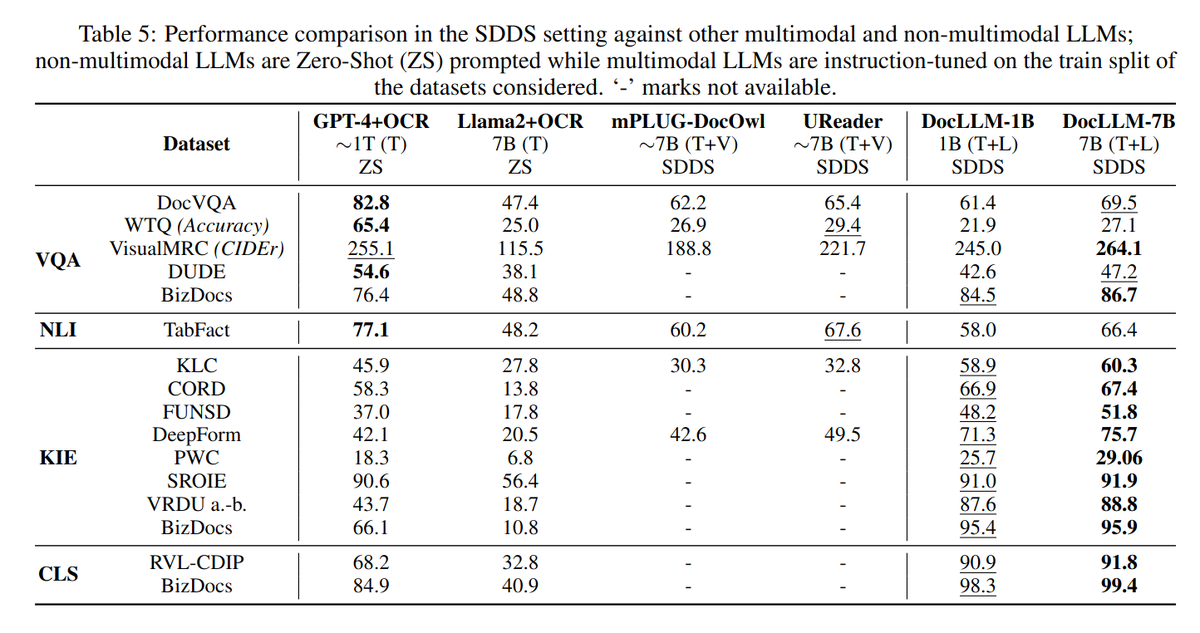 Table 5: Performance comparison in the SDDS setting against other multimodal and non-multimodal LLMs;
non-multimodal LLMs are Zero-Shot (ZS) prompted while multimodal LLMs are instruction-tuned on the train split of
the datasets considered. ‘-’ marks not available.
Dataset GPT-4+OCR Llama2+OCR mPLUG-DocOwl UReader DocLLM-1B DocLLM-7B
∼1T (T) 7B (T) ∼7B (T+V) ∼7B (T+V) 1B (T+L) 7B (T+L)
ZS ZS SDDS SDDS SDDS SDDS
VQA DocVQA 82.8 47.4 62.2 65.4 61.4 69.5
WTQ (Accuracy) 65.4 25.0 26.9 29.4 21.9 27.1
VisualMRC (CIDEr) 255.1 115.5 188.8 221.7 245.0 264.1
DUDE 54.6 38.1 - - 42.6 47.2
BizDocs 76.4 48.8 - - 84.5 86.7
NLI TabFact 77.1 48.2 60.2 67.6 58.0 66.4
KIE KLC 45.9 27.8 30.3 32.8 58.9 60.3
CORD 58.3 13.8 - - 66.9 67.4
FUNSD 37.0 17.8 - - 48.2 51.8
DeepForm 42.1 20.5 42.6 49.5 71.3 75.7
PWC 18.3 6.8 - - 25.7 29.06
SROIE 90.6 56.4 - - 91.0 91.9
VRDU a.-b. 43.7 18.7 - - 87.6 88.8
BizDocs 66.1 10.8 - - 95.4 95.9
CLS RVL-CDIP 68.2 32.8 - - 90.9 91.8
BizDocs 84.9 40.9 - - 98.3 99.4